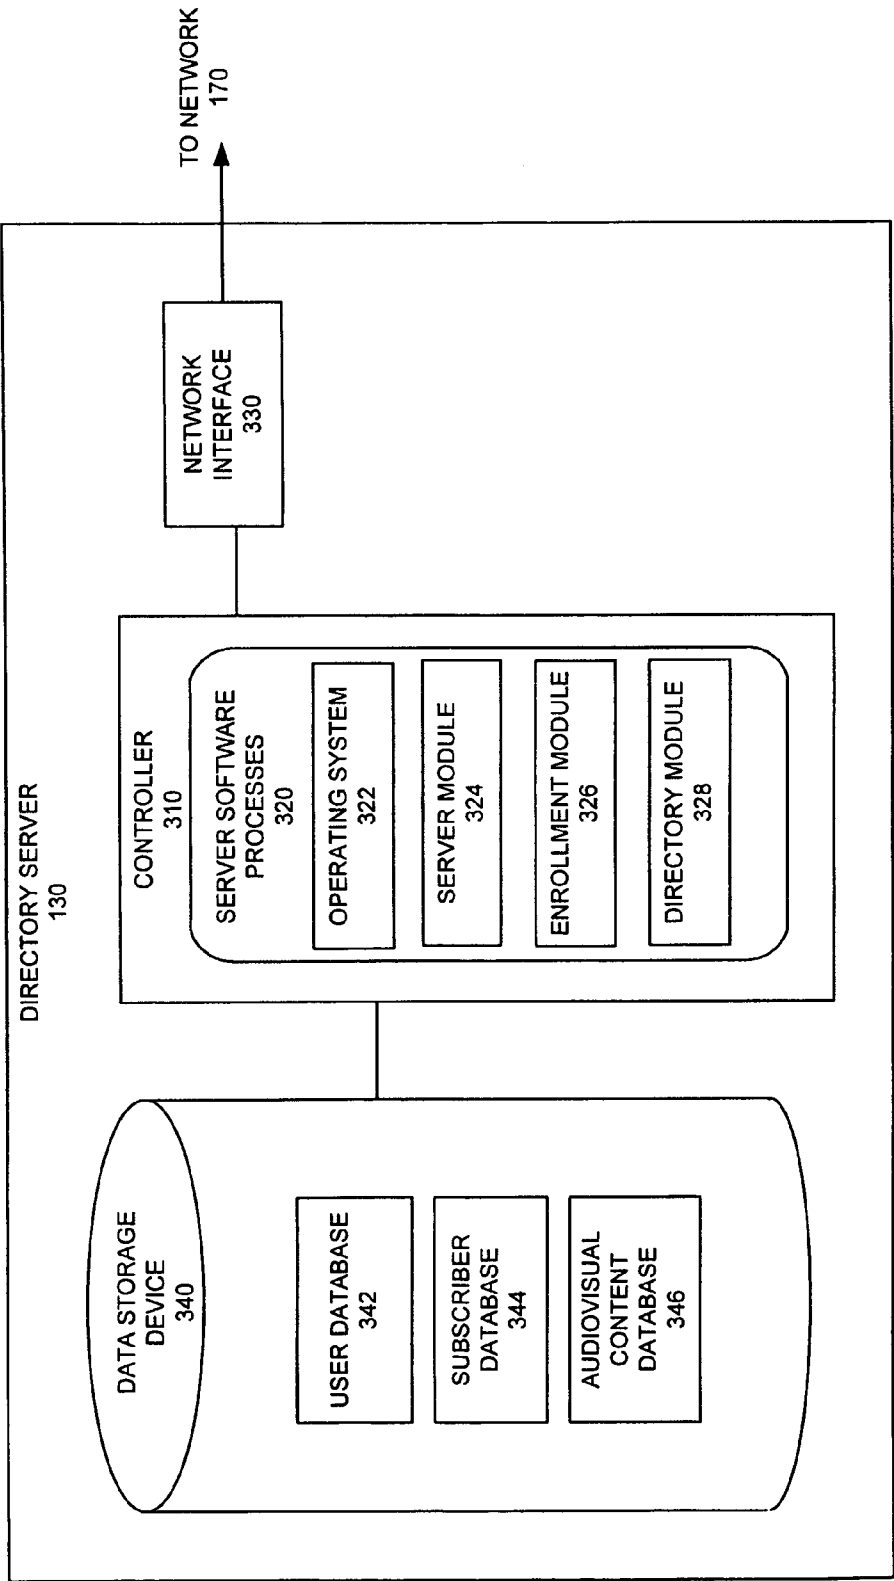 DIRECTORY SERVER
130
DATA STORAGE
DEVICE
340
USER DATABASE
342
SUBSCRIBER
DATABASE
344
AUDIOVISUAL
CONTENT
DATABASE
346
CONTROLLER
310
SERVER SOFTWARE
PROCESSES
320
OPERATING SYSTEM
322
SERVER MODULE
324
ENROLLMENT MODULE
326
DIRECTORY MODULE
328
NETWORK
INTERFACE
330
TO NETWORK
170